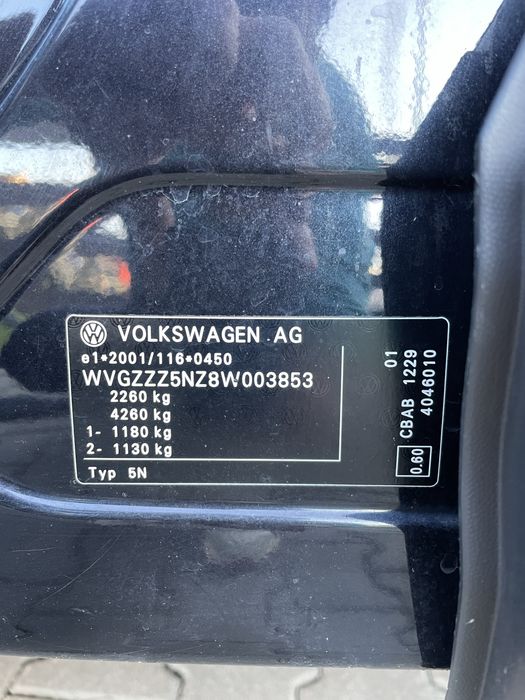 VOLKSWAGEN AG
e1*2001/116*0450
WVGZZZ5NZ8W003853
2260 kg
4260 kg
1- 1180 kg
2- 1130 kg
Typ 5N
01
CBAB 1229
4046010
0.60